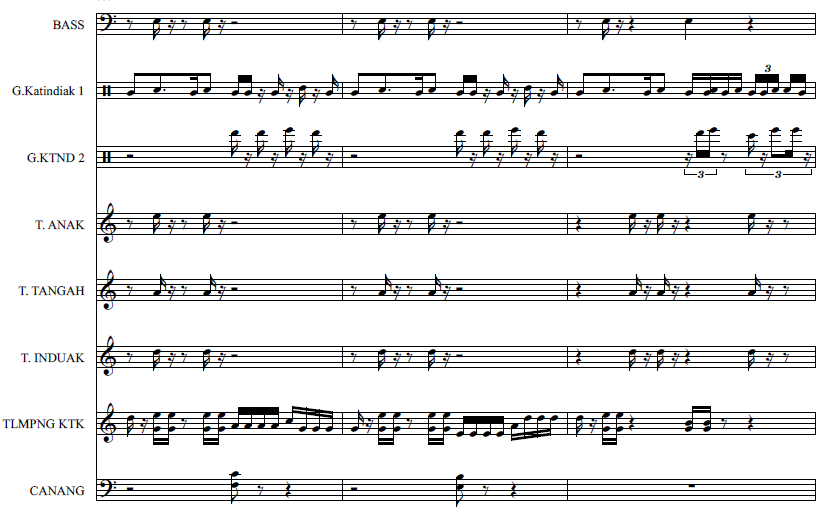 BASS
G.Katindiak 1
3
G.KTND 2
3
3
T. ANAK
T. TANGAH
T. INDUAK
TLMPNG KTK
CANANG